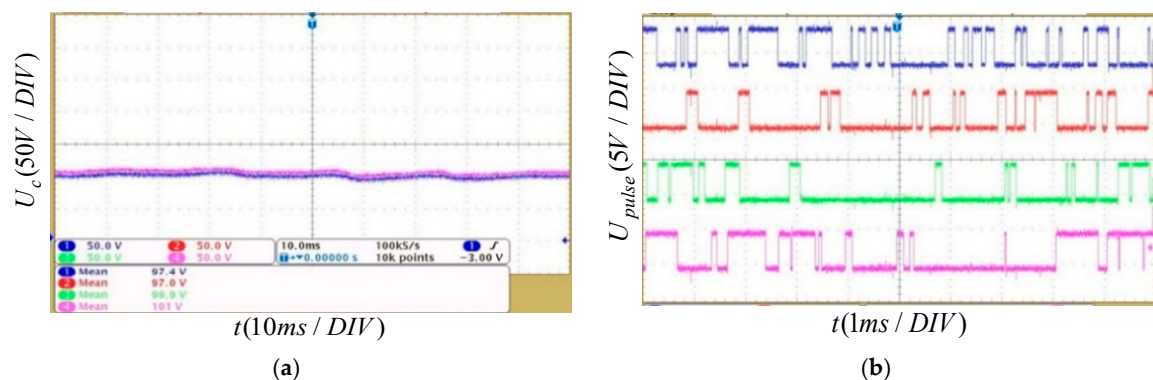 U_c (50V / DIV)
1 50.0 V 2 50.0 V
3 50.0 V 4 50.0 V
10.0ms 100kS/s 1
T→▼0.00000 s 10k points −3.00 V
1 Mean 97.4 V
2 Mean 97.0 V
3 Mean 99.9 V
4 Mean 101 V
t(10ms / DIV)
(a)
U_pulse (5V / DIV)
t(1ms / DIV)
(b)